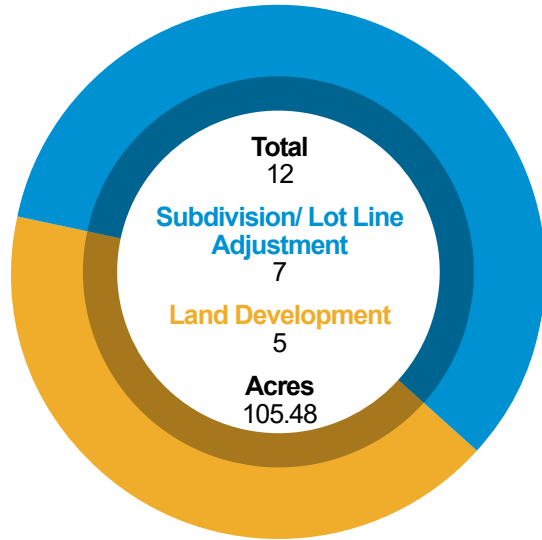 Total
12
Subdivision/ Lot Line
Adjustment
7
Land Development
5
Acres
105.48